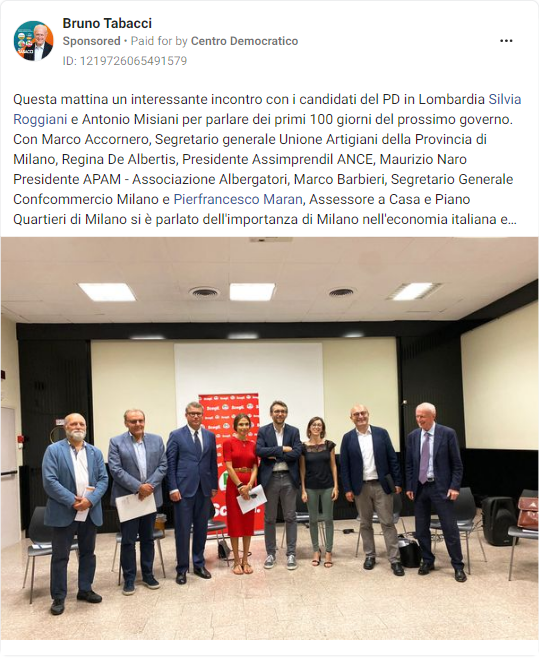 Bruno Tabacci
Sponsored • Paid for by Centro Democratico
ID: 1219726065491579
Questa mattina un interessante incontro con i candidati del PD in Lombardia Silvia
Roggiani e Antonio Misiani per parlare dei primi 100 giorni del prossimo governo.
Con Marco Accornero, Segretario generale Unione Artigiani della Provincia di
Milano, Regina De Albertis, Presidente Assimprendil ANCE, Maurizio Naro
Presidente APAM - Associazione Albergatori, Marco Barbieri, Segretario Generale
Confcommercio Milano e Pierfrancesco Maran, Assessore a Casa e Piano
Quartieri di Milano si è parlato dell'importanza di Milano nell'economia italiana e...